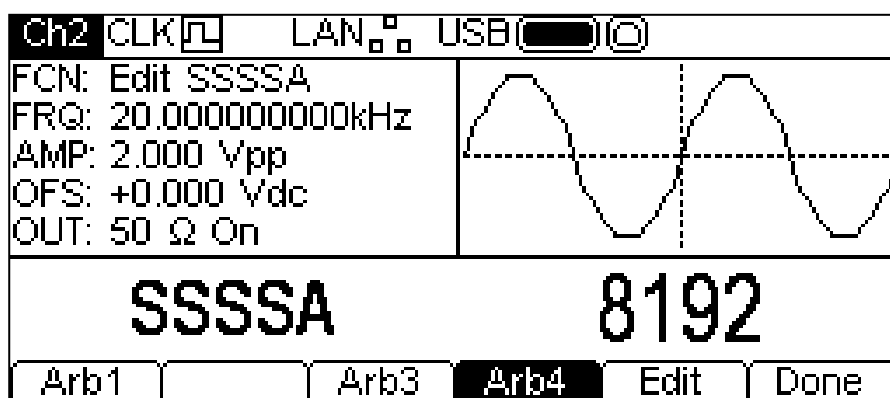 Ch2 CLK LAN USB
FCN: Edit SSSSA
FRQ: 20.000000000kHz
AMP: 2.000 Vpp
OFS: +0.000 Vdc
OUT: 50 Ω On
SSSSA 8192
Arb1 Arb3 Arb4 Edit Done